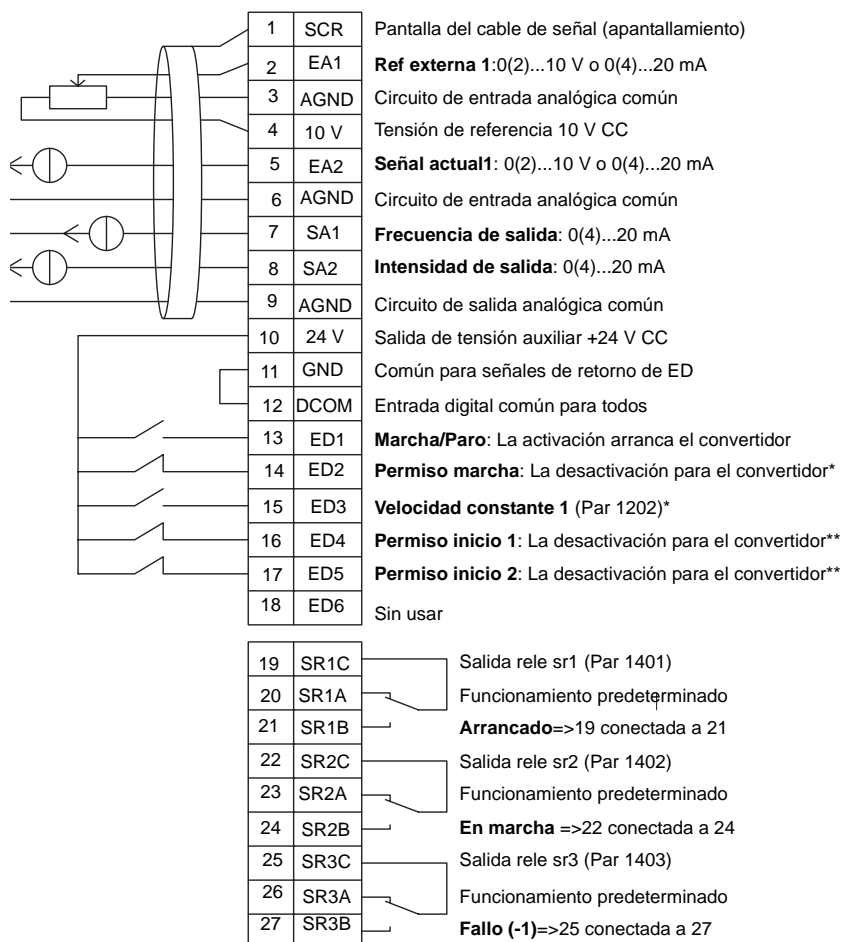 1 SCR Pantalla del cable de señal (apantallamiento)
2 EA1 Ref externa 1:0(2)...10 V o 0(4)...20 mA
3 AGND Circuito de entrada analógica común
4 10 V Tensión de referencia 10 V CC
5 EA2 Señal actual1: 0(2)...10 V o 0(4)...20 mA
6 AGND Circuito de entrada analógica común
7 SA1 Frecuencia de salida: 0(4)...20 mA
8 SA2 Intensidad de salida: 0(4)...20 mA
9 AGND Circuito de salida analógica común
10 24 V Salida de tensión auxiliar +24 V CC
11 GND Común para señales de retorno de ED
12 DCOM Entrada digital común para todos
13 ED1 Marcha/Paro: La activación arranca el convertidor
14 ED2 Permiso marcha: La desactivación para el convertidor*
15 ED3 Velocidad constante 1 (Par 1202)*
16 ED4 Permiso inicio 1: La desactivación para el convertidor**
17 ED5 Permiso inicio 2: La desactivación para el convertidor**
18 ED6 Sin usar
19 SR1C Salida rele sr1 (Par 1401)
20 SR1A Funcionamiento predeterminado
21 SR1B Arrancado=>19 conectada a 21
22 SR2C Salida rele sr2 (Par 1402)
23 SR2A Funcionamiento predeterminado
24 SR2B En marcha =>22 conectada a 24
25 SR3C Salida rele sr3 (Par 1403)
26 SR3A Funcionamiento predeterminado
27 SR3B Fallo (-1)=>25 conectada a 27